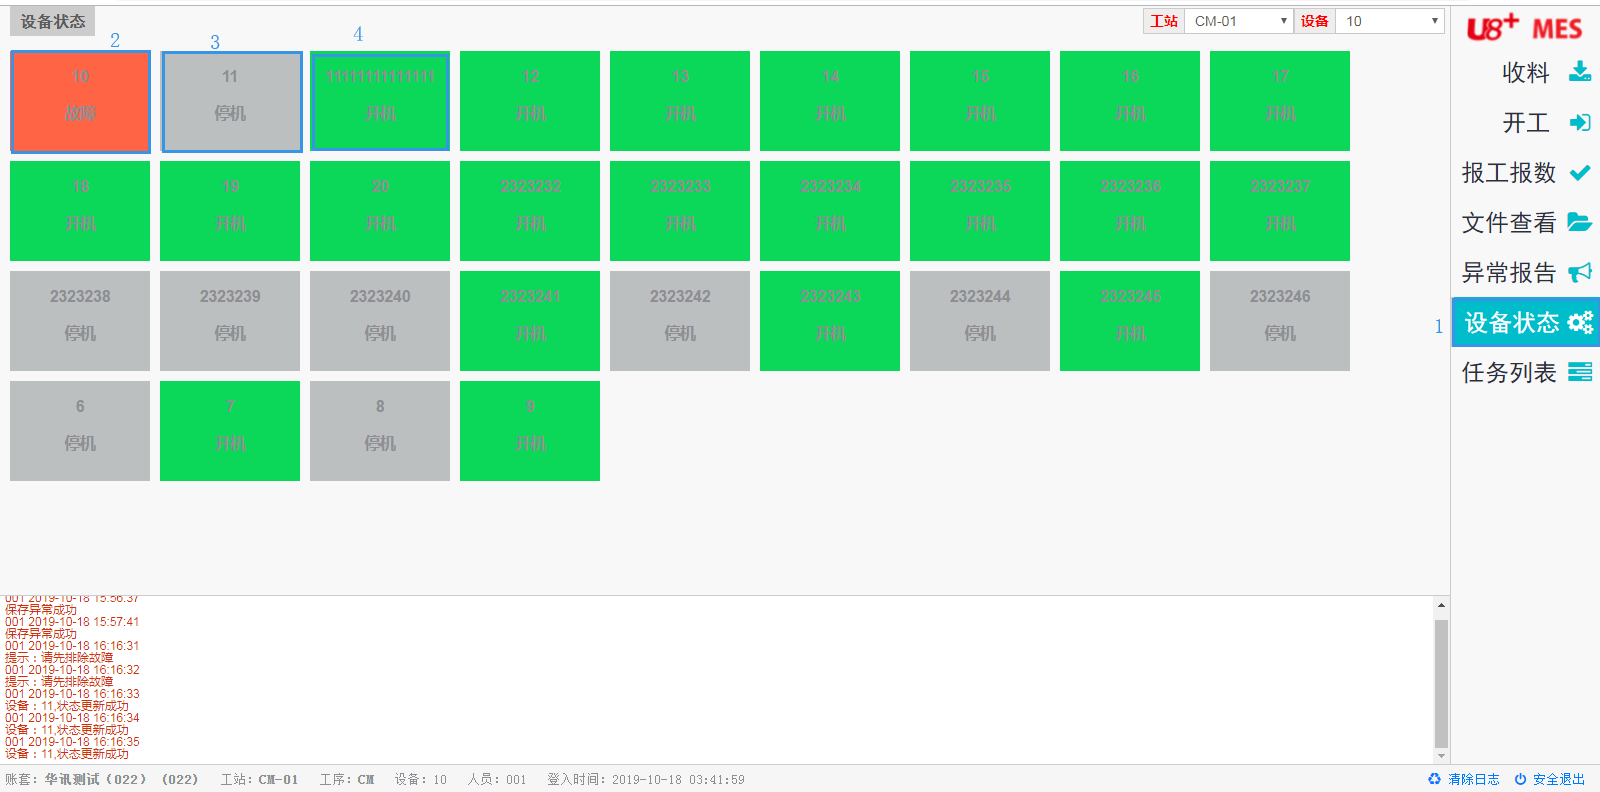 设备状态
工站 CM-01 设备 10
2 3 4
10 11 11111111111111 12 13 14 15 16 17
故障 停机 开机 开机 开机 开机 开机 开机 开机
18 19 20 2323232 2323233 2323234 2323235 2323236 2323237
开机 开机 开机 开机 开机 开机 开机 开机 开机
2323238 2323239 2323240 2323241 2323242 2323243 2323244 2323245 2323246
停机 停机 停机 开机 停机 开机 停机 开机 停机
6 7 8 9
停机 开机 停机 开机
U8+ MES
收料
开工
报工报数
文件查看
异常报告
1 设备状态
任务列表
001 2019-10-18 15:56:37
保存异常成功
001 2019-10-18 15:57:41
保存异常成功
001 2019-10-18 16:16:31
提示：请先排除故障
001 2019-10-18 16:16:32
提示：请先排除故障
001 2019-10-18 16:16:33
设备：11,状态更新成功
001 2019-10-18 16:16:34
设备：11,状态更新成功
001 2019-10-18 16:16:35
设备：11,状态更新成功
账套：华讯测试（022）（022） 工站：CM-01 工序：CM 设备：10 人员：001 登入时间：2019-10-18 03:41:59 清除日志 安全退出